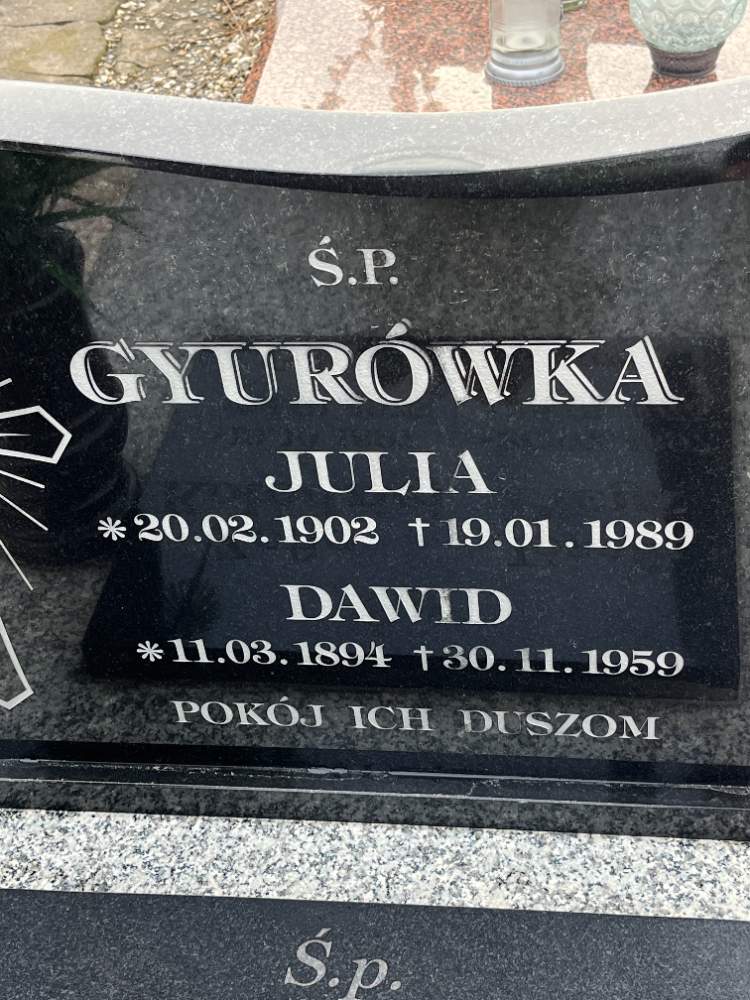 Ś.P.
GYURÓWKA
JULIA
*20.02.1902 †19.01.1989
DAWID
*11.03.1894 †30.11.1959
POKÓJ ICH DUSZOM
Ś.p.